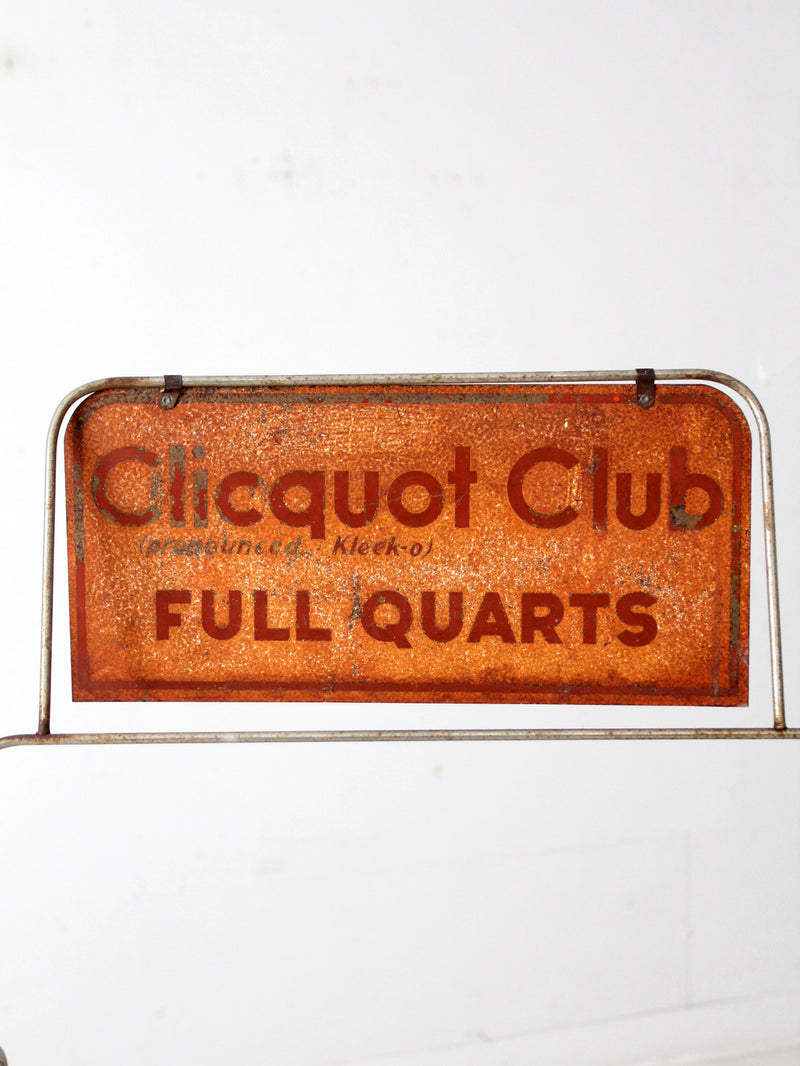 Clicquot Club
(pronounced.. Kleek-o)
FULL QUARTS